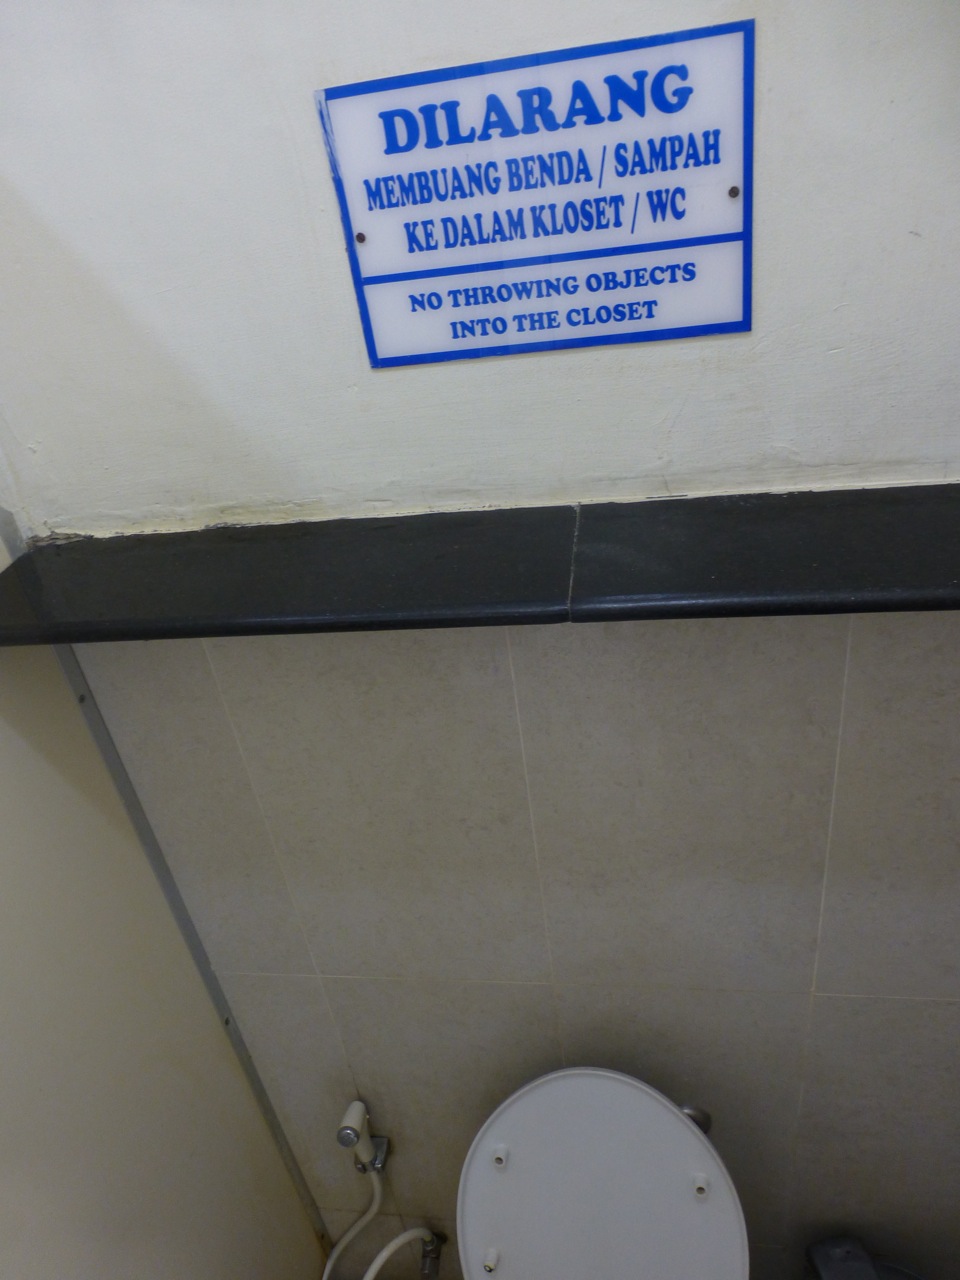 DILARANG
MEMBUANG BENDA / SAMPAH
KE DALAM KLOSET / WC
NO THROWING OBJECTS
INTO THE CLOSET